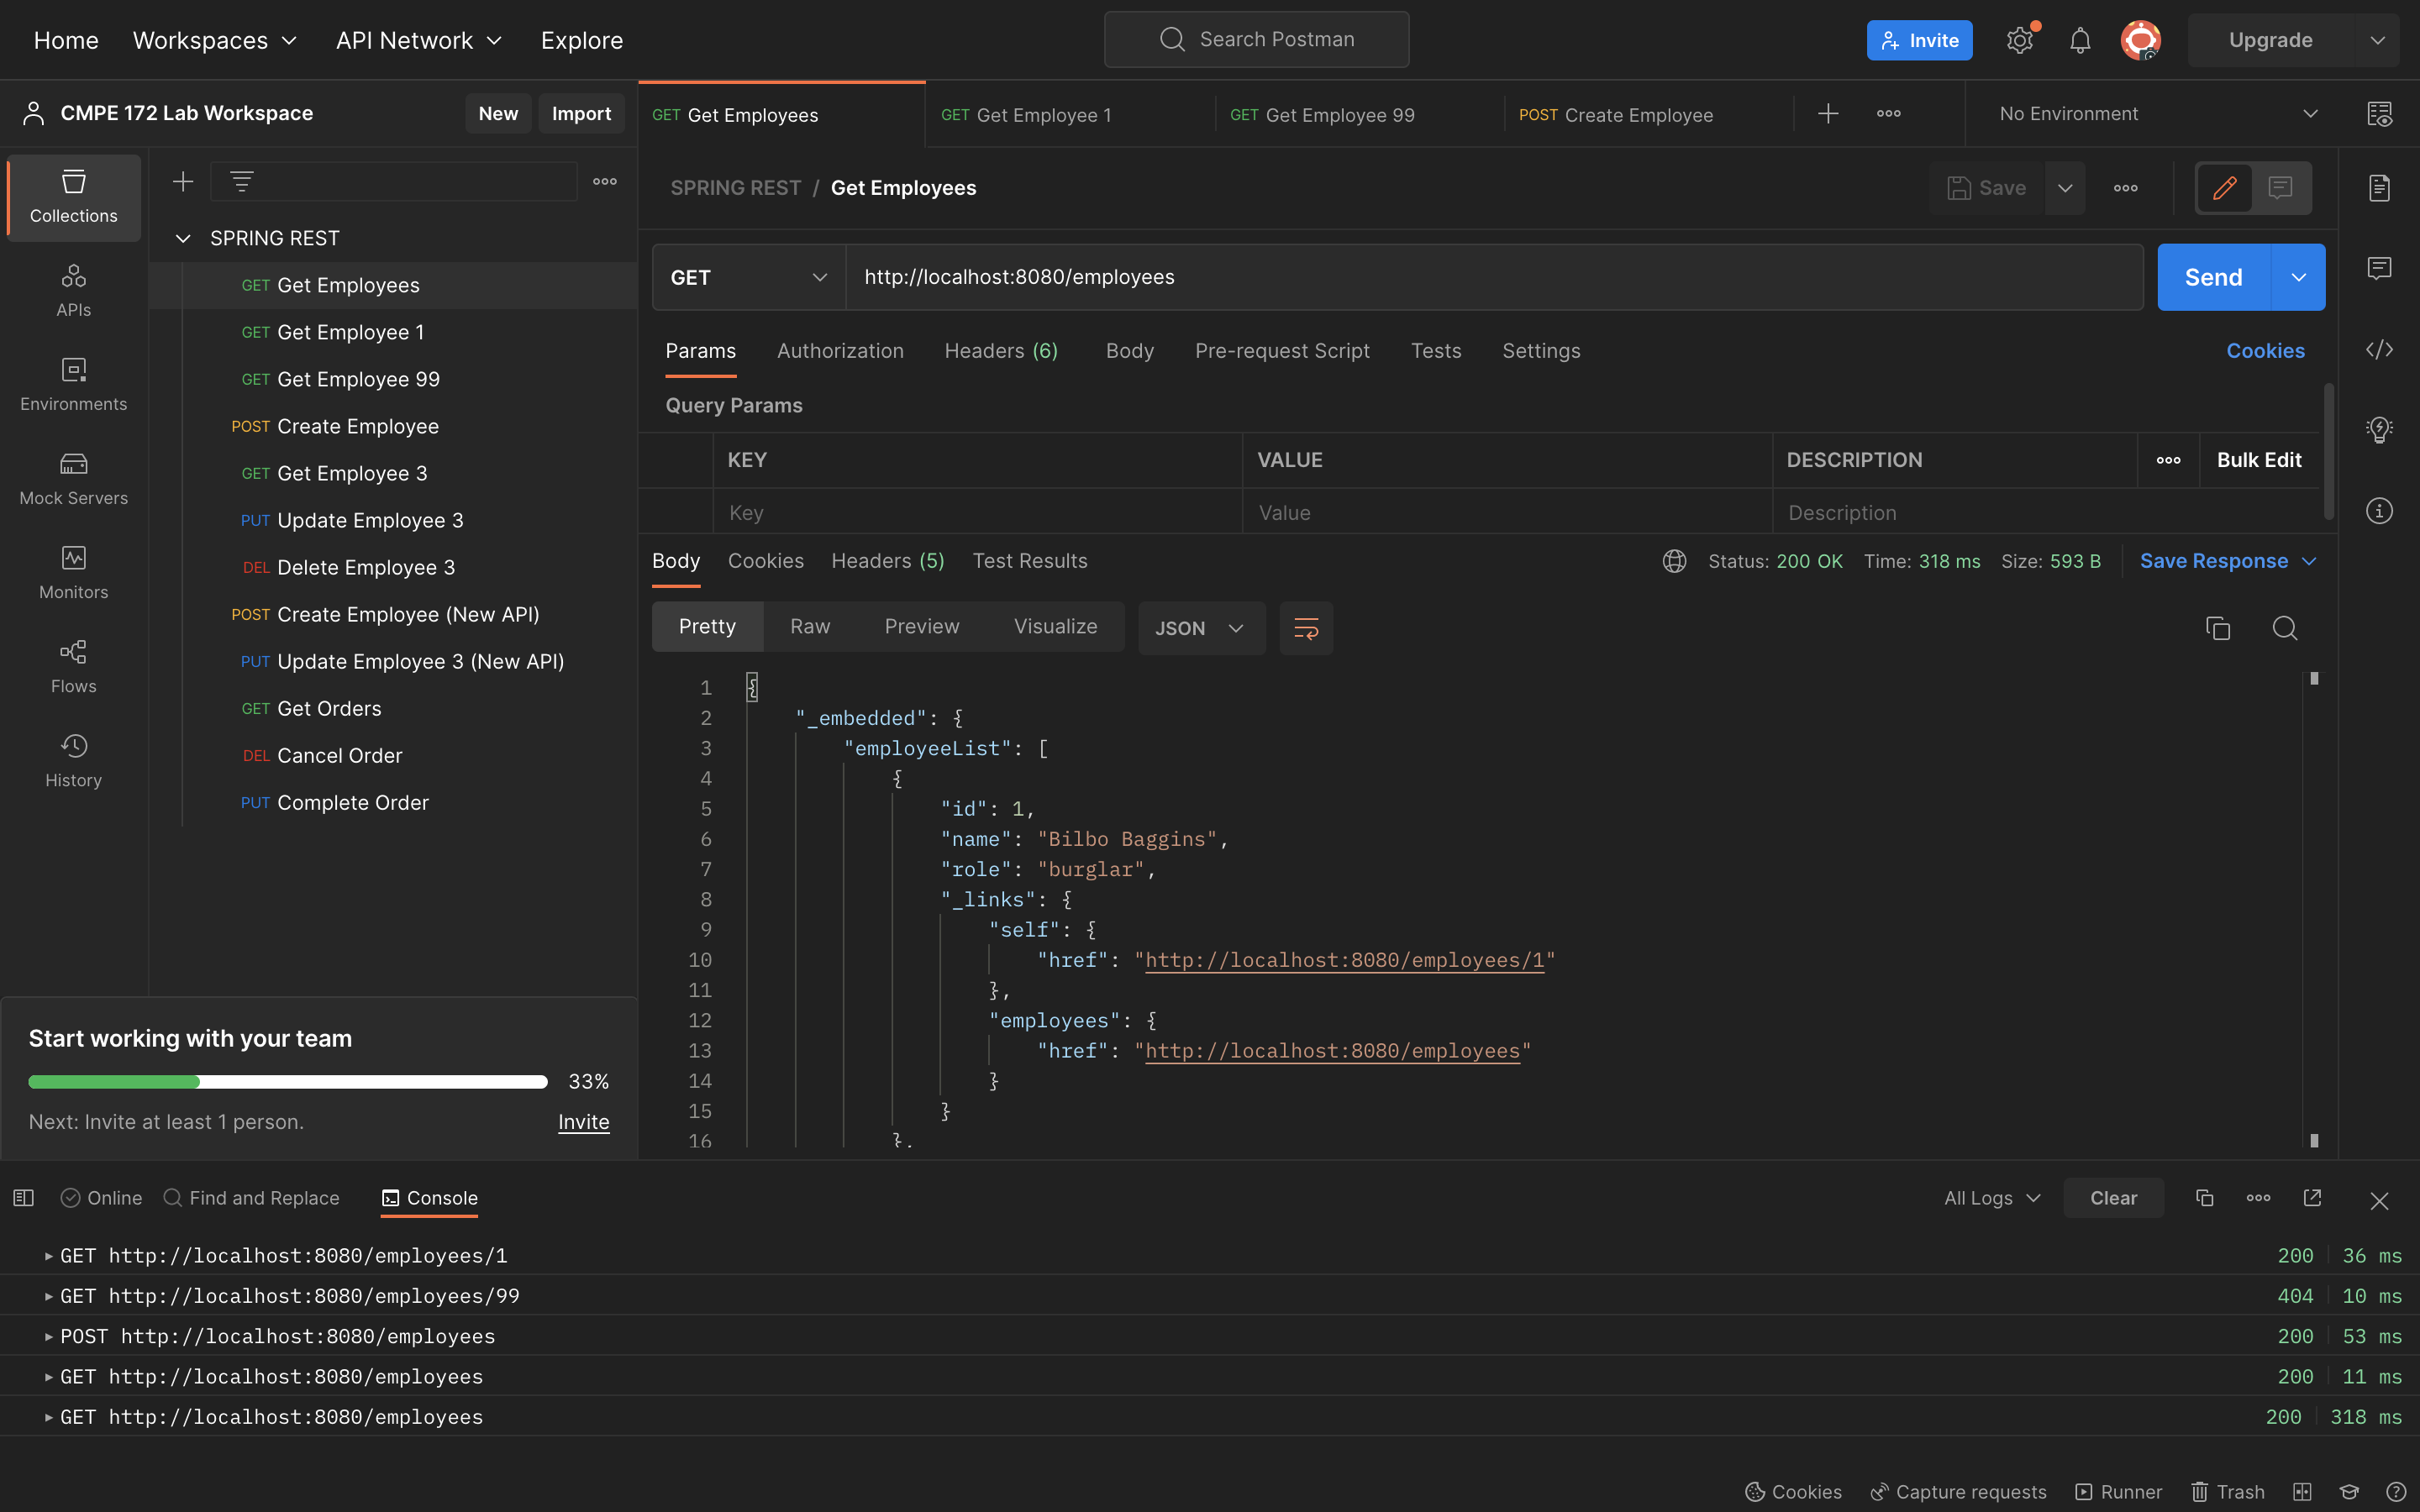 Home Workspaces API Network Explore Search Postman Invite Upgrade
CMPE 172 Lab Workspace New Import
GET Get Employees GET Get Employee 1 GET Get Employee 99 POST Create Employee No Environment
Collections
APIs
Environments
Mock Servers
Monitors
Flows
History
SPRING REST
GET Get Employees
GET Get Employee 1
GET Get Employee 99
POST Create Employee
GET Get Employee 3
PUT Update Employee 3
DEL Delete Employee 3
POST Create Employee (New API)
PUT Update Employee 3 (New API)
GET Get Orders
DEL Cancel Order
PUT Complete Order
Start working with your team
33%
Next: Invite at least 1 person. Invite
SPRING REST / Get Employees Save
GET http://localhost:8080/employees Send
Params Authorization Headers (6) Body Pre-request Script Tests Settings Cookies
Query Params
KEY VALUE DESCRIPTION Bulk Edit
Key Value Description
Body Cookies Headers (5) Test Results Status: 200 OK Time: 318 ms Size: 593 B Save Response
Pretty Raw Preview Visualize JSON
1 {
2 "_embedded": {
3 "employeeList": [
4 {
5 "id": 1,
6 "name": "Bilbo Baggins",
7 "role": "burglar",
8 "_links": {
9 "self": {
10 "href": "http://localhost:8080/employees/1"
11 },
12 "employees": {
13 "href": "http://localhost:8080/employees"
14 }
15 }
16 },
Online Find and Replace Console All Logs Clear
GET http://localhost:8080/employees/1 200 36 ms
GET http://localhost:8080/employees/99 404 10 ms
POST http://localhost:8080/employees 200 53 ms
GET http://localhost:8080/employees 200 11 ms
GET http://localhost:8080/employees 200 318 ms
Cookies Capture requests Runner Trash